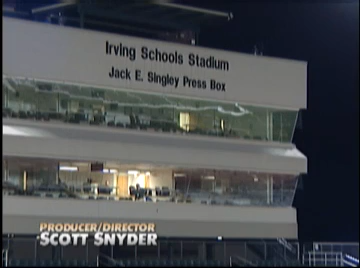 Irving Schools Stadium
Jack E. Singley Press Box
PRODUCER/DIRECTOR
SCOTT SNYDER